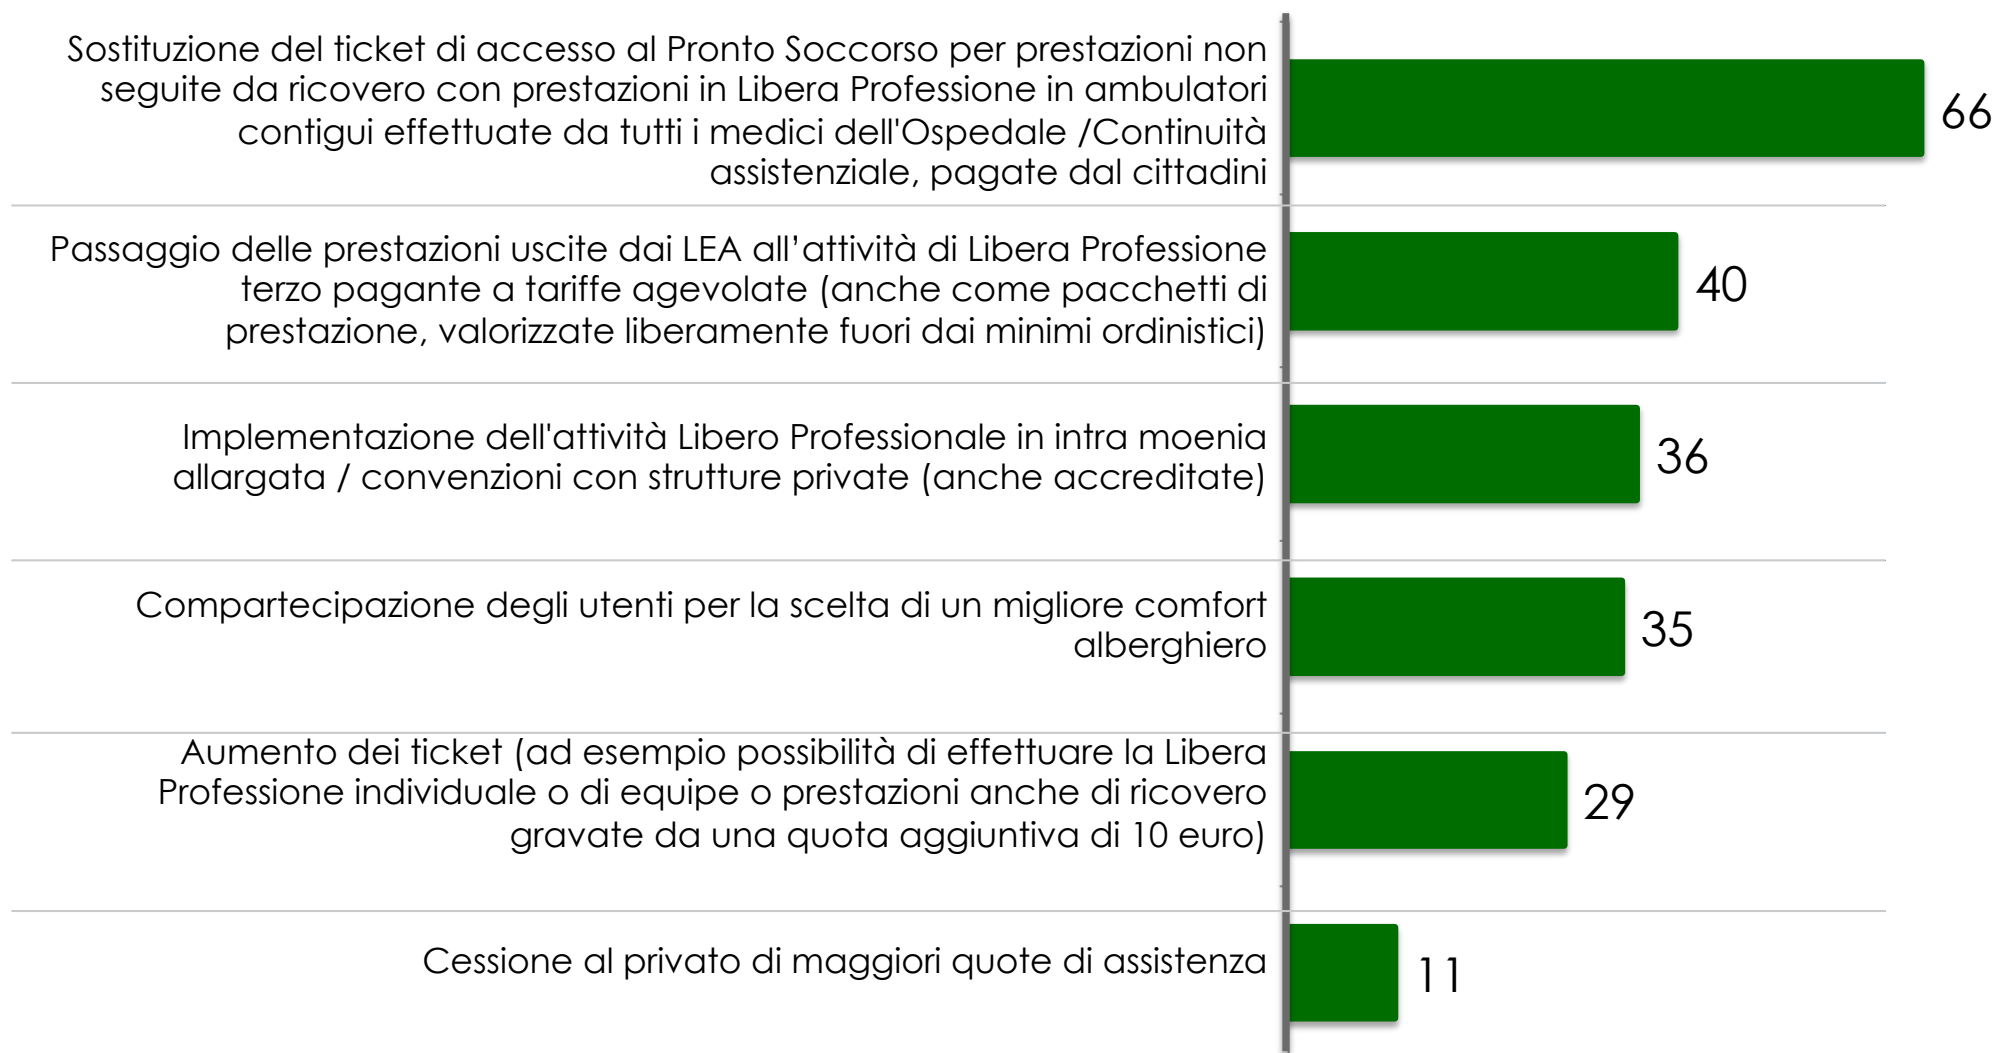 Sostituzione del ticket di accesso al Pronto Soccorso per prestazioni non
seguite da ricovero con prestazioni in Libera Professione in ambulatori
contigui effettuate da tutti i medici dell'Ospedale /Continuità
assistenziale, pagate dal cittadini
66
Passaggio delle prestazioni uscite dai LEA all’attività di Libera Professione
terzo pagante a tariffe agevolate (anche come pacchetti di
prestazione, valorizzate liberamente fuori dai minimi ordinistici)
40
Implementazione dell'attività Libero Professionale in intra moenia
allargata / convenzioni con strutture private (anche accreditate)
36
Compartecipazione degli utenti per la scelta di un migliore comfort
alberghiero
35
Aumento dei ticket (ad esempio possibilità di effettuare la Libera
Professione individuale o di equipe o prestazioni anche di ricovero
gravate da una quota aggiuntiva di 10 euro)
29
Cessione al privato di maggiori quote di assistenza
11